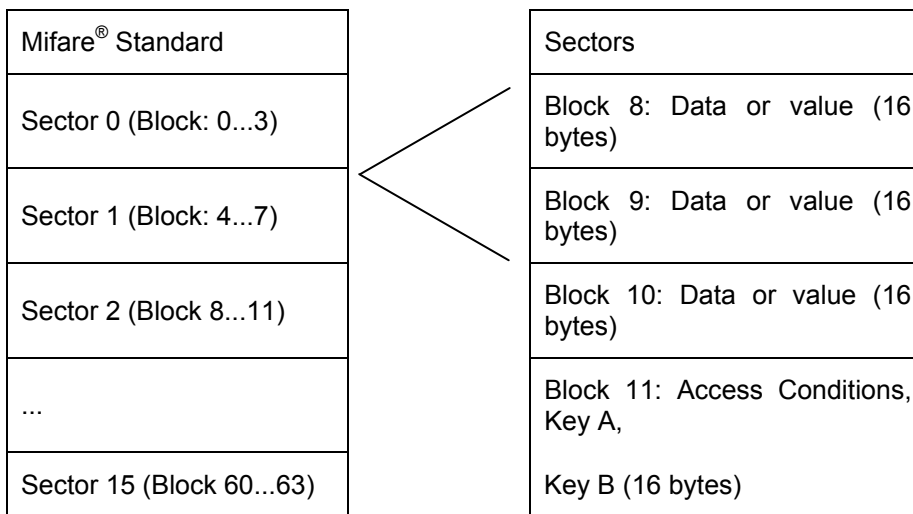 Mifare® Standard
Sector 0 (Block: 0...3)
Sector 1 (Block: 4...7)
Sector 2 (Block 8...11)
...
Sector 15 (Block 60...63)
Sectors
Block 8: Data or value (16
bytes)
Block 9: Data or value (16
bytes)
Block 10: Data or value (16
bytes)
Block 11: Access Conditions,
Key A,
Key B (16 bytes)